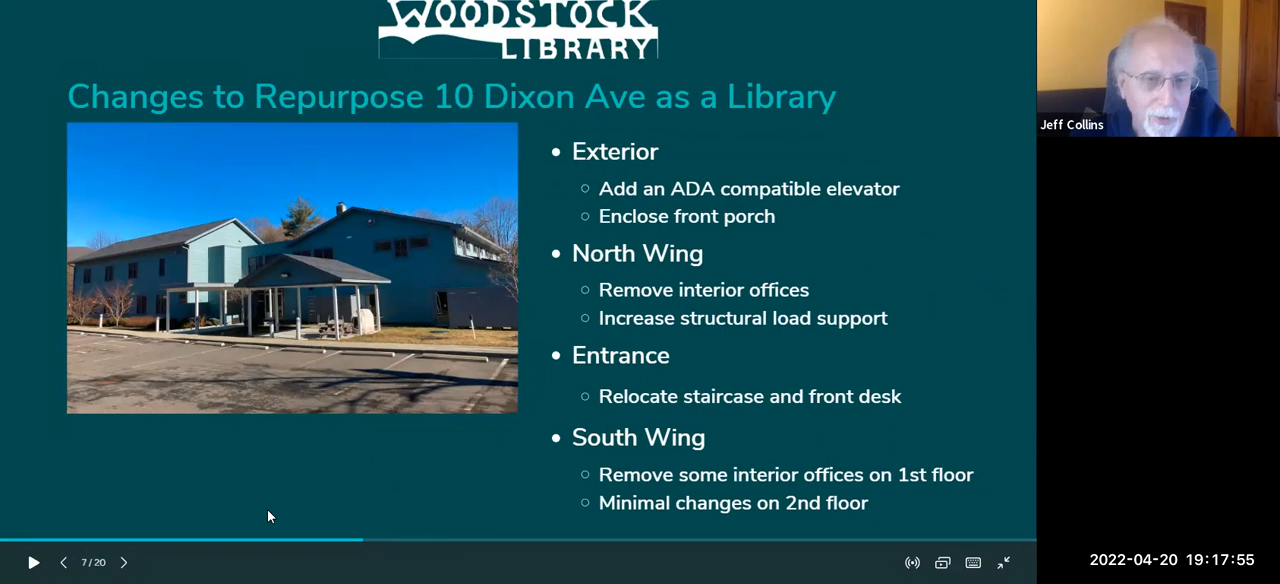 WOODSTOCK
LIBRARY
Changes to Repurpose 10 Dixon Ave as a Library
Jeff Collins
• Exterior
○ Add an ADA compatible elevator
○ Enclose front porch
• North Wing
○ Remove interior offices
○ Increase structural load support
• Entrance
○ Relocate staircase and front desk
• South Wing
○ Remove some interior offices on 1st floor
○ Minimal changes on 2nd floor
7/20
2022-04-20 19:17:55